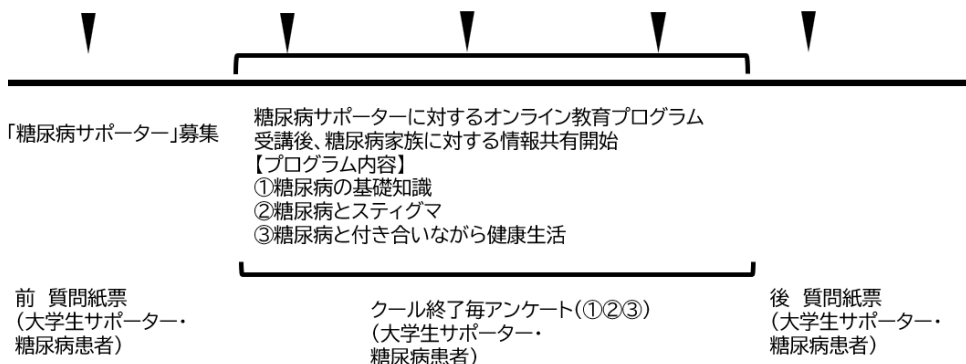 「糖尿病サポーター」募集
糖尿病サポーターに対するオンライン教育プログラム
受講後、糖尿病家族に対する情報共有開始
【プログラム内容】
①糖尿病の基礎知識
②糖尿病とスティグマ
③糖尿病と付き合いながら健康生活
前　質問紙票
（大学生サポーター・
糖尿病患者）
クール終了毎アンケート（①②③）
（大学生サポーター・
糖尿病患者）
後　質問紙票
（大学生サポーター・
糖尿病患者）